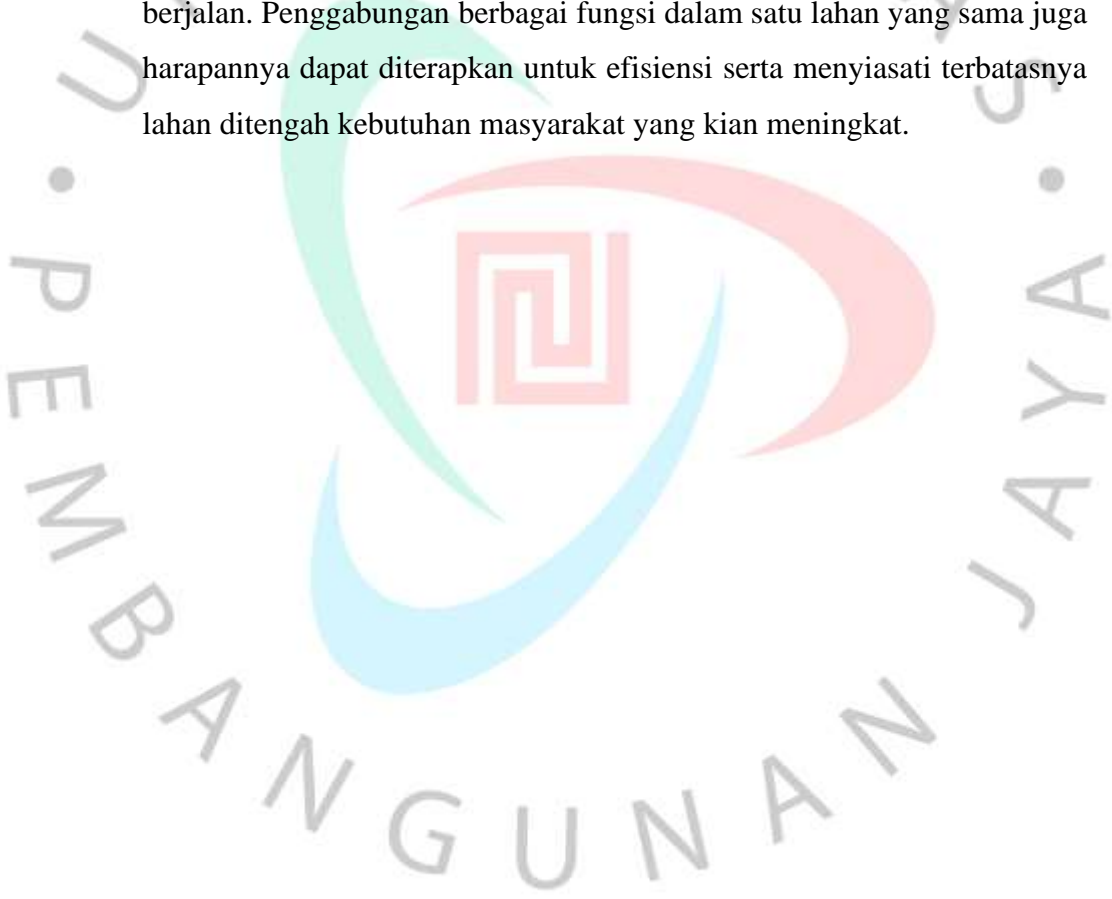 berjalan. Penggabungan berbagai fungsi dalam satu lahan yang sama juga
harapannya dapat diterapkan untuk efisiensi serta menyiasati terbatasnya
lahan ditengah kebutuhan masyarakat yang kian meningkat.
U A S
• PEMBANGUNAN JAYA •